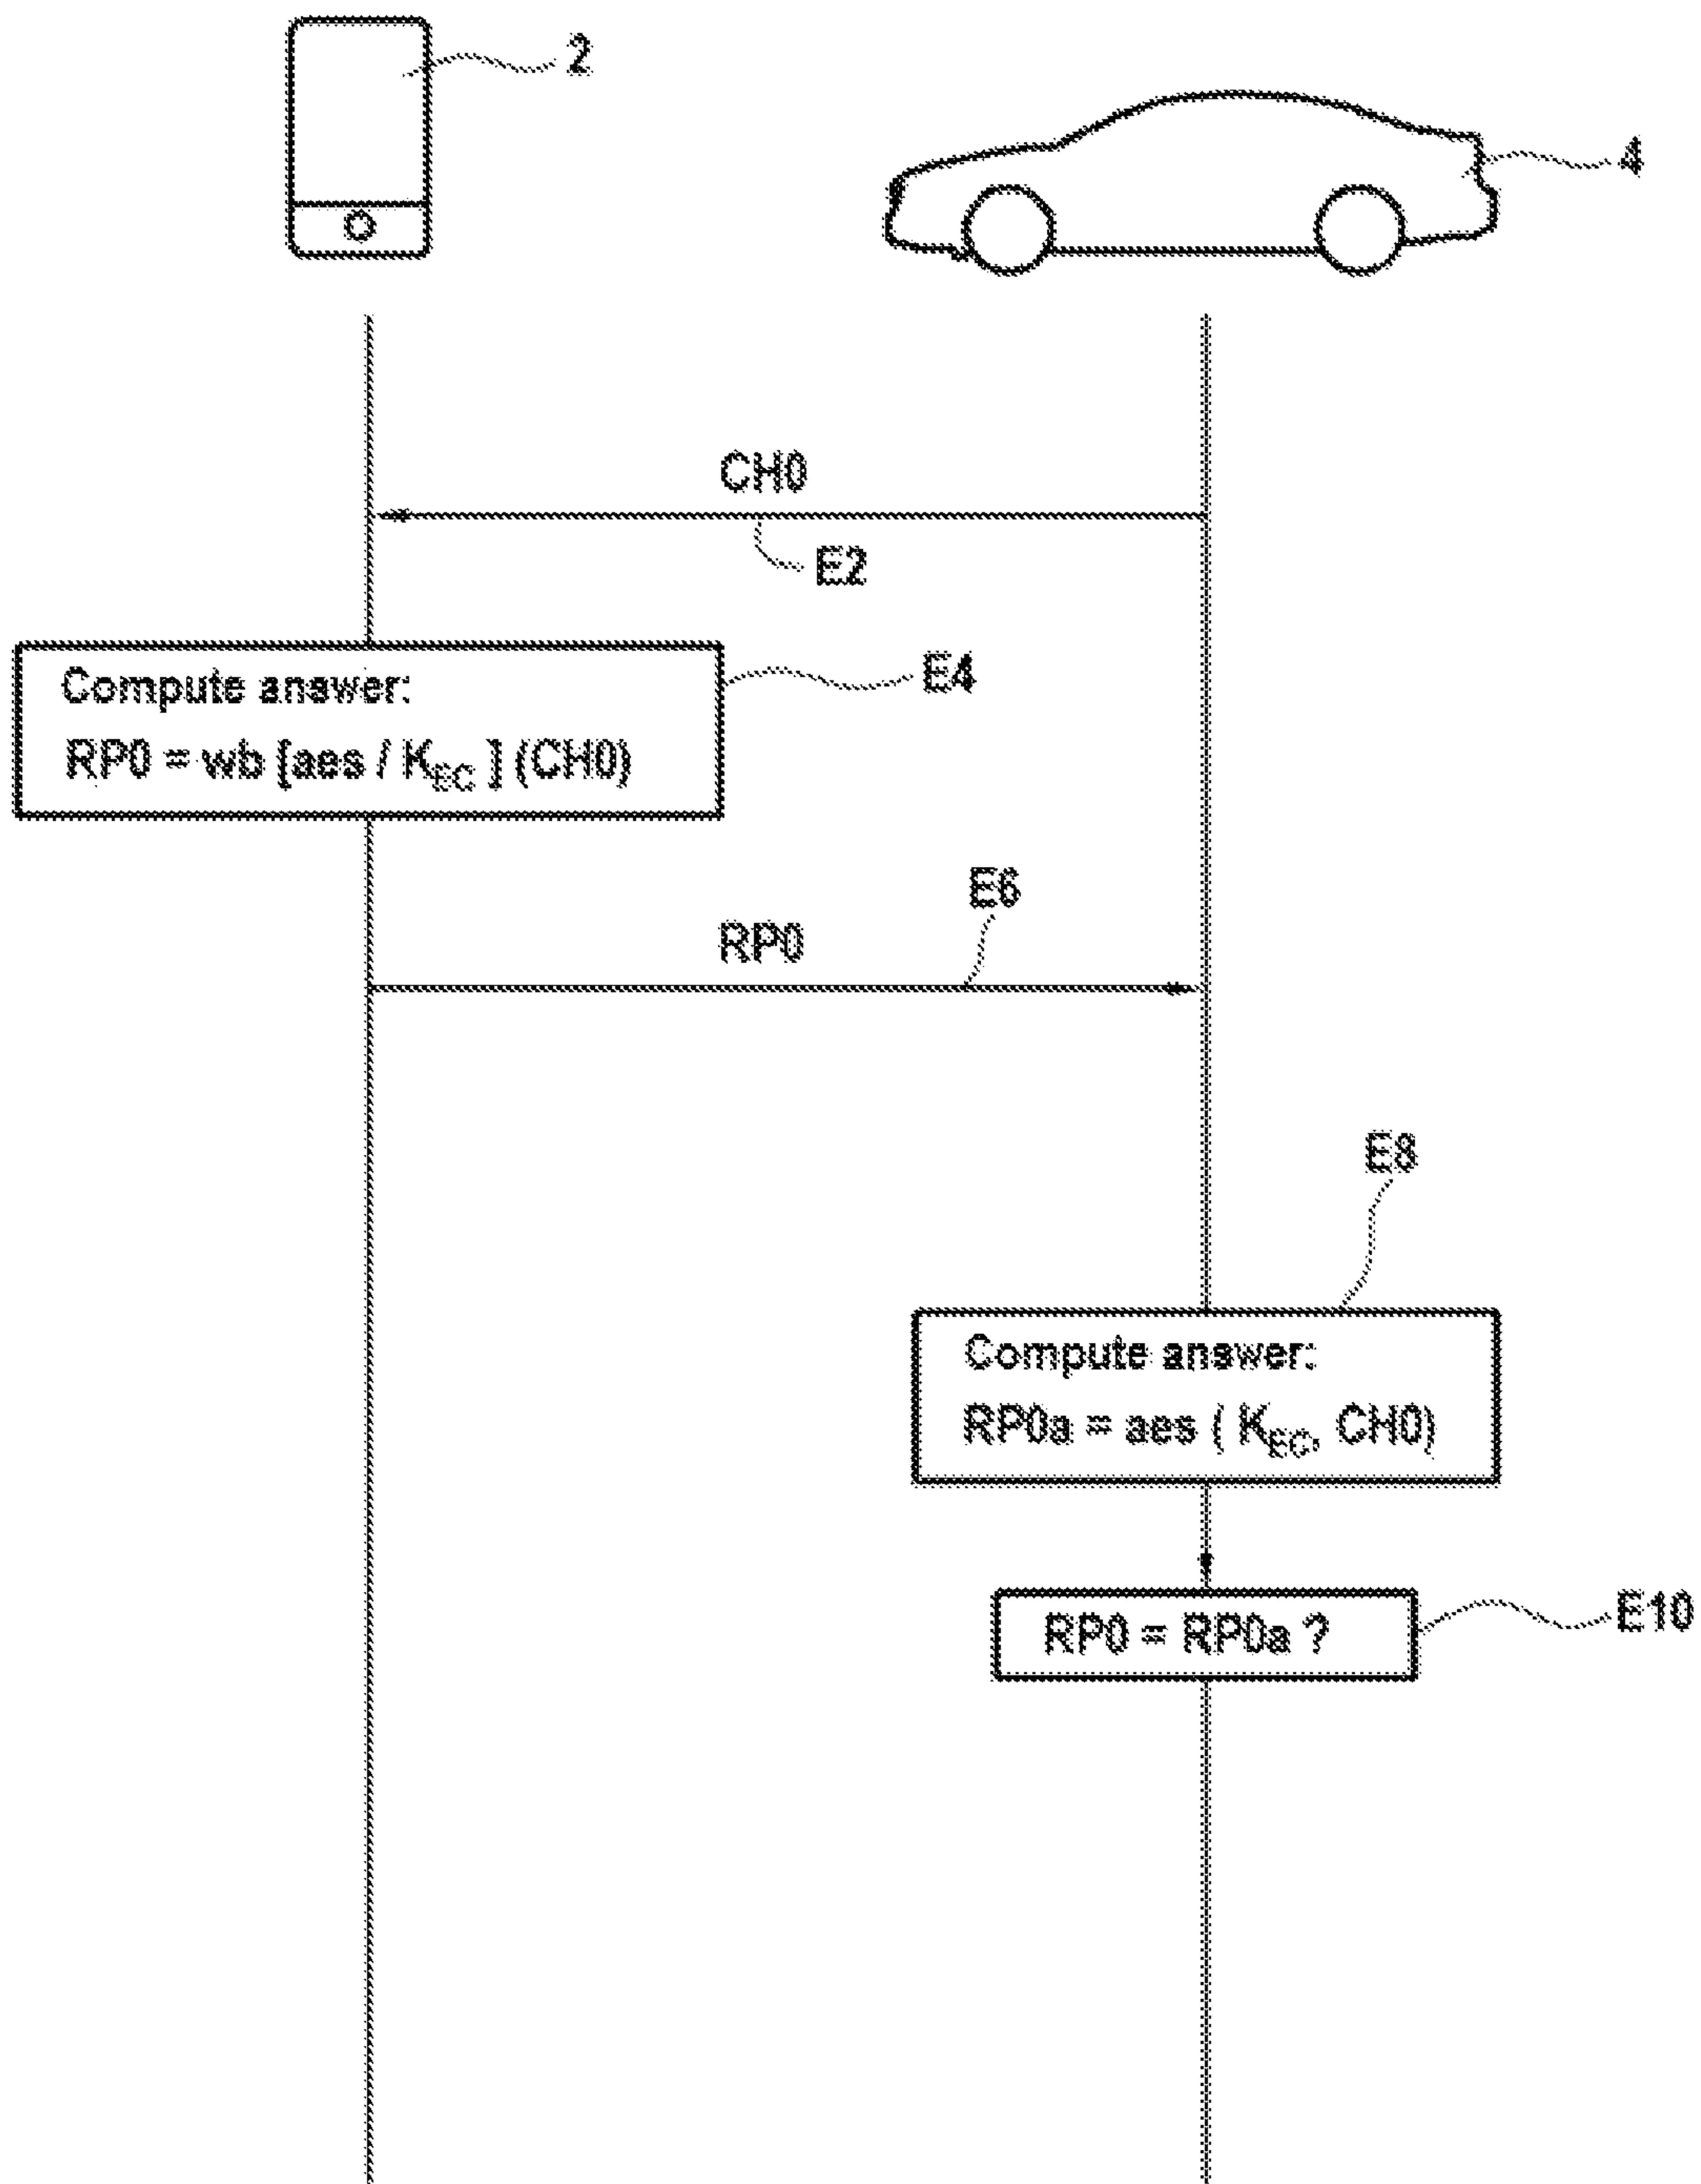 2
4
CH0
E2
E4
Compute answer:
RP0 = wb [aes / K_EC ] (CH0)
E6
RP0
E8
Compute answer:
RP0a = aes ( K_EC, CH0)
RP0 = RP0a ?
E10